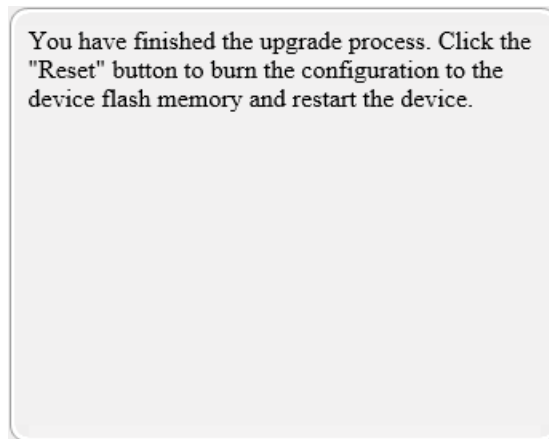 You have finished the upgrade process. Click the
"Reset" button to burn the configuration to the
device flash memory and restart the device.